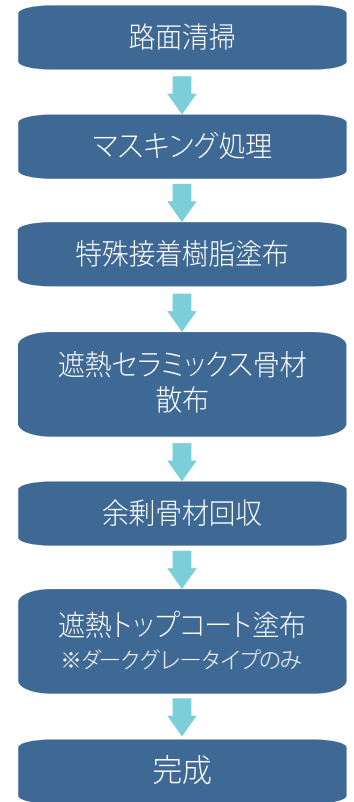 路面清掃
マスキング処理
特殊接着樹脂塗布
遮熱セラミックス骨材
散布
余剰骨材回収
遮熱トップコート塗布
※ダークグレータイプのみ
完成